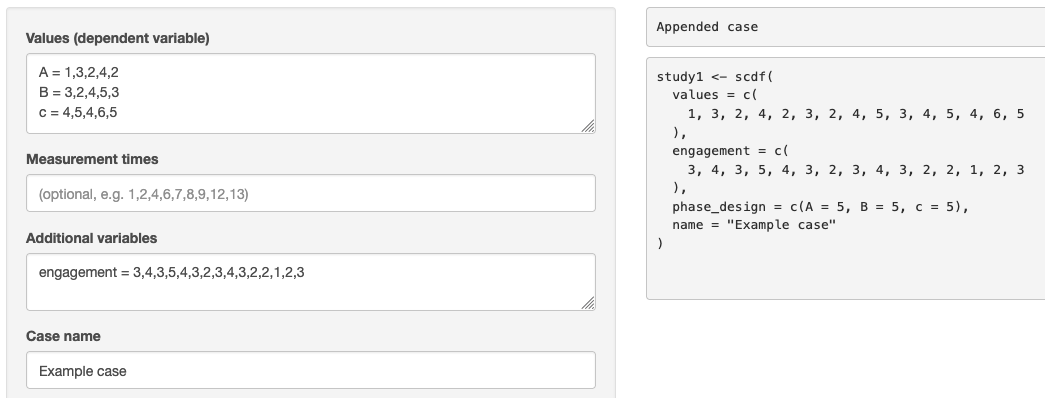 Values (dependent variable)
A = 1,3,2,4,2
B = 3,2,4,5,3
c = 4,5,4,6,5
Measurement times
(optional, e.g. 1,2,4,6,7,8,9,12,13)
Additional variables
engagement = 3,4,3,5,4,3,2,3,4,3,2,2,1,2,3
Case name
Example case
Appended case
study1 <- scdf(
  values = c(
    1, 3, 2, 4, 2, 3, 2, 4, 5, 3, 4, 5, 4, 6, 5
  ),
  engagement = c(
    3, 4, 3, 5, 4, 3, 2, 3, 4, 3, 2, 2, 1, 2, 3
  ),
  phase_design = c(A = 5, B = 5, c = 5),
  name = "Example case"
)